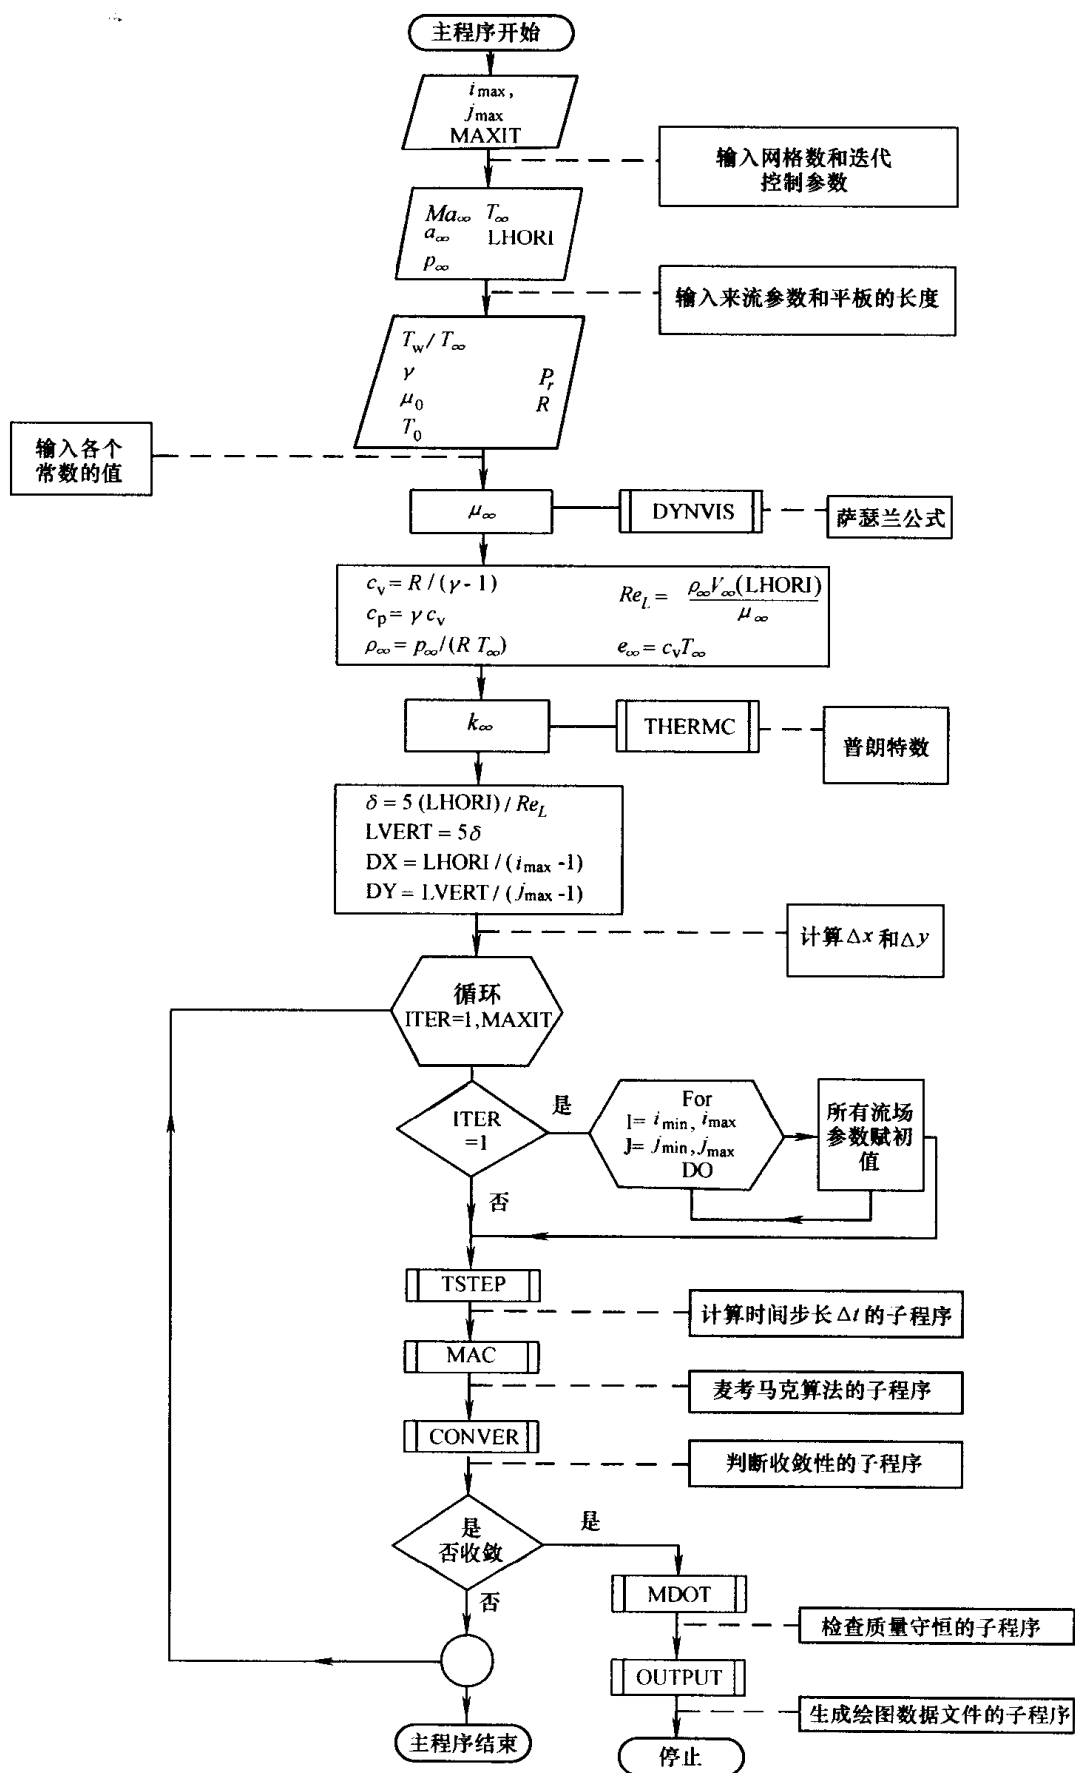 主程序开始
i max,
j max
MAXIT
输入网格数和迭代
控制参数
Ma∞ T∞
a∞ LHORI
p∞
输入来流参数和平板的长度
Tw / T∞
γ Pr
μ0 R
T0
输入各个
常数的值
μ∞
DYNVIS
萨瑟兰公式
cv = R / (γ - 1)
cp = γ cv
ρ∞ = p∞ / (R T∞)
ReL = ρ∞V∞(LHORI)
μ∞
e∞ = cvT∞
k∞
THERMC
普朗特数
δ = 5 (LHORI) / ReL
LVERT = 5δ
DX = LHORI / (i max -1)
DY = LVERT / (j max -1)
计算Δx和Δy
循环
ITER=1,MAXIT
ITER
=1
是
For
I= i min, i max
J= j min, j max
DO
所有流场
参数赋初
值
否
TSTEP
计算时间步长Δt的子程序
MAC
麦考马克算法的子程序
CONVER
判断收敛性的子程序
是
否收敛
是
否
MDOT
检查质量守恒的子程序
OUTPUT
生成绘图数据文件的子程序
主程序结束
停止